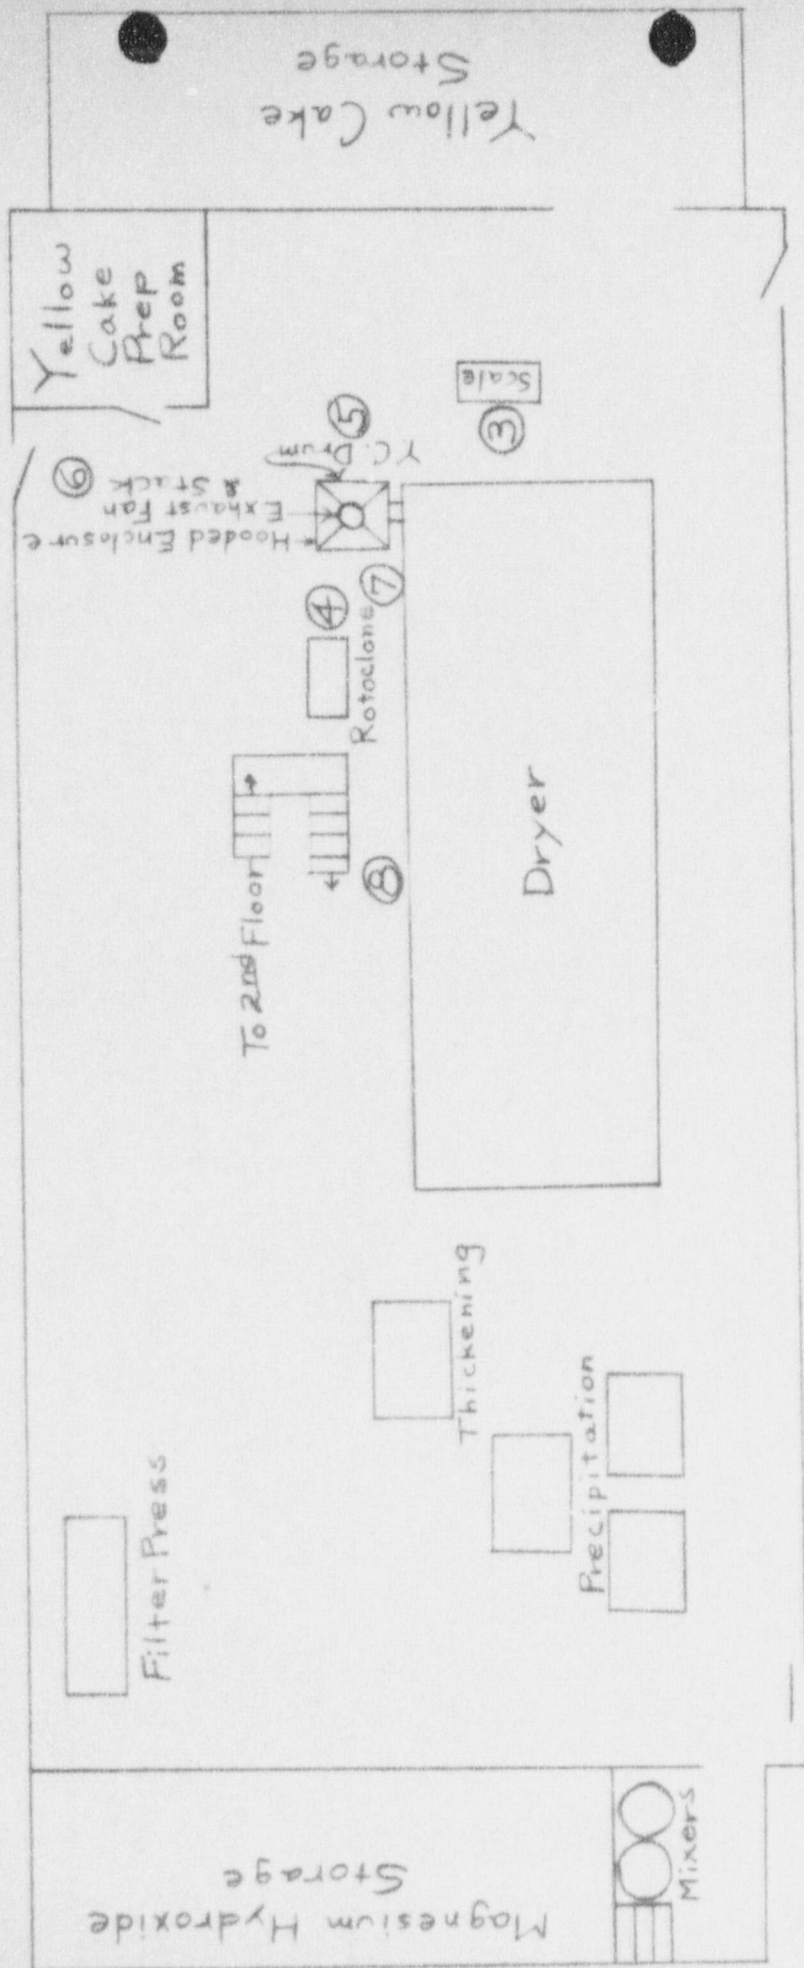 Yellow Cake
Storage
Yellow
Cake
Prep
Room
Scale
3
5
Y.C. Drum
6
Hooded Enclosure
Exhaust Fan
& Stack
4
7
Rotoclone
To 2nd Floor
8
Dryer
Thickening
Precipitation
Filter Press
Magnesium Hydroxide
Storage
Mixers